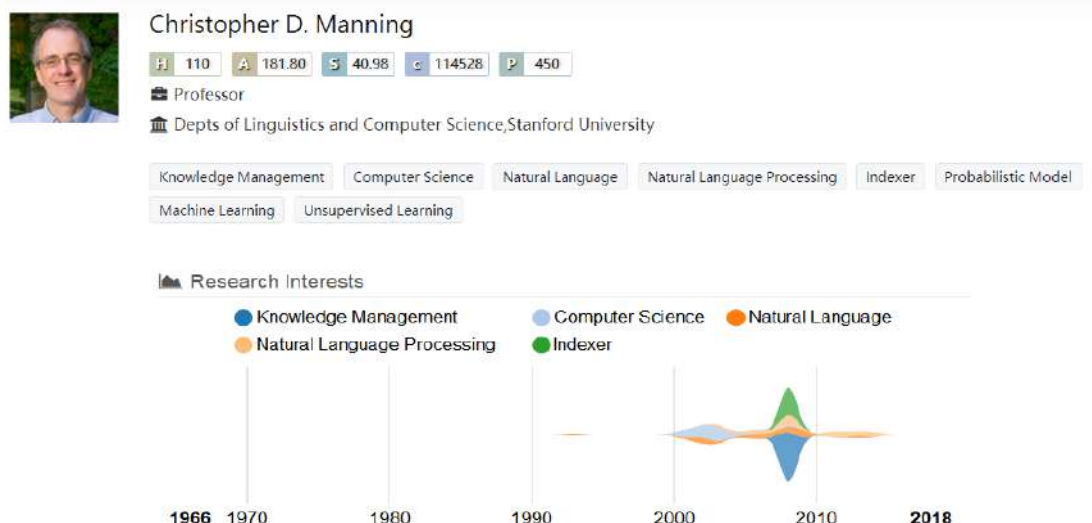 Christopher D. Manning
H 110 A 181.80 S 40.98 c 114528 P 450
Professor
Depts of Linguistics and Computer Science,Stanford University
Knowledge Management Computer Science Natural Language Natural Language Processing Indexer Probabilistic Model
Machine Learning Unsupervised Learning
Research Interests
Knowledge Management Computer Science Natural Language
Natural Language Processing Indexer
1966 1970 1980 1990 2000 2010 2018